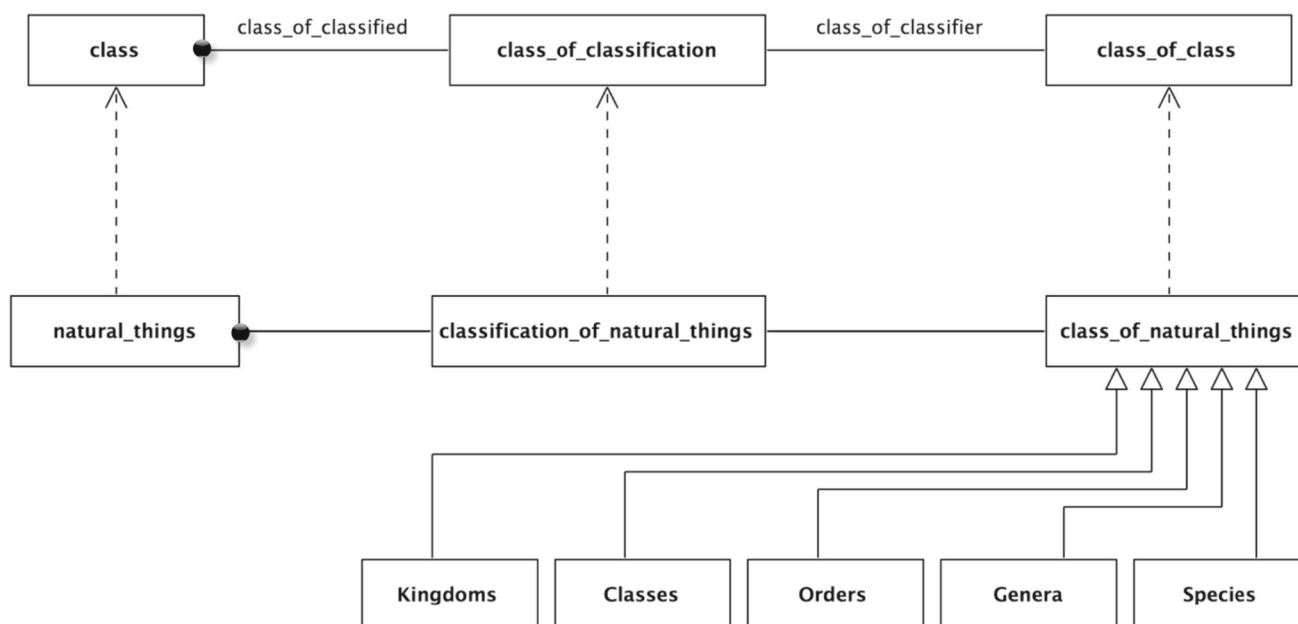 class_of_classified
class_of_classifier
class
class_of_classification
class_of_class
natural_things
classification_of_natural_things
class_of_natural_things
Kingdoms
Classes
Orders
Genera
Species